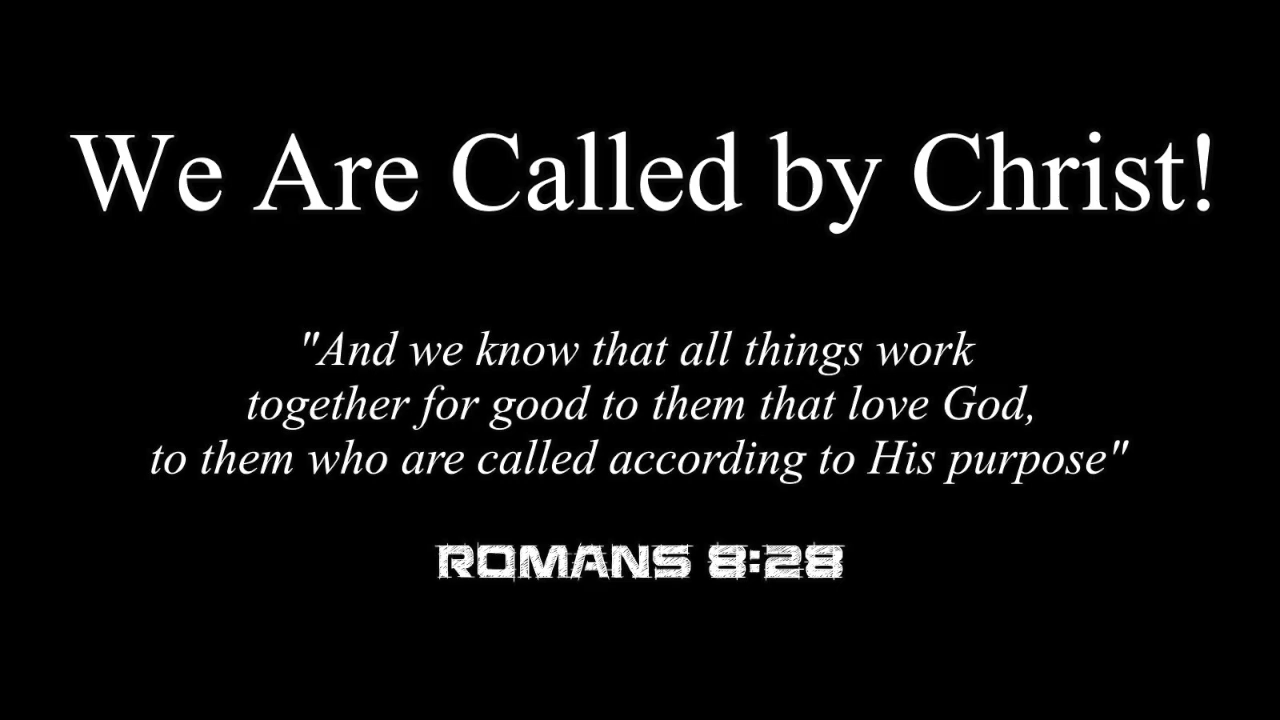 We Are Called by Christ!
"And we know that all things work
together for good to them that love God,
to them who are called according to His purpose"
ROMANS 8:28